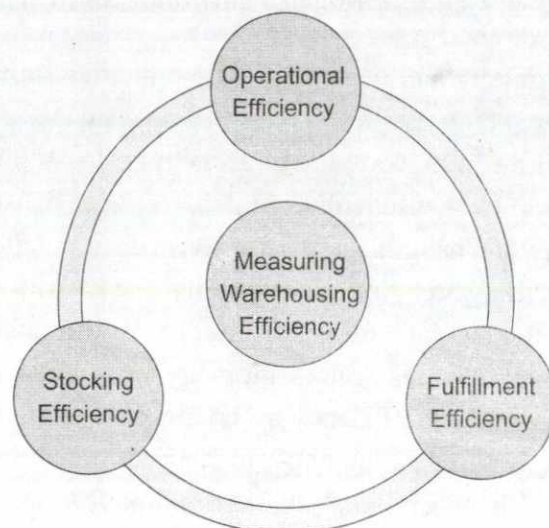 Operational
Efficiency
Measuring
Warehousing
Efficiency
Stocking
Efficiency
Fulfillment
Efficiency